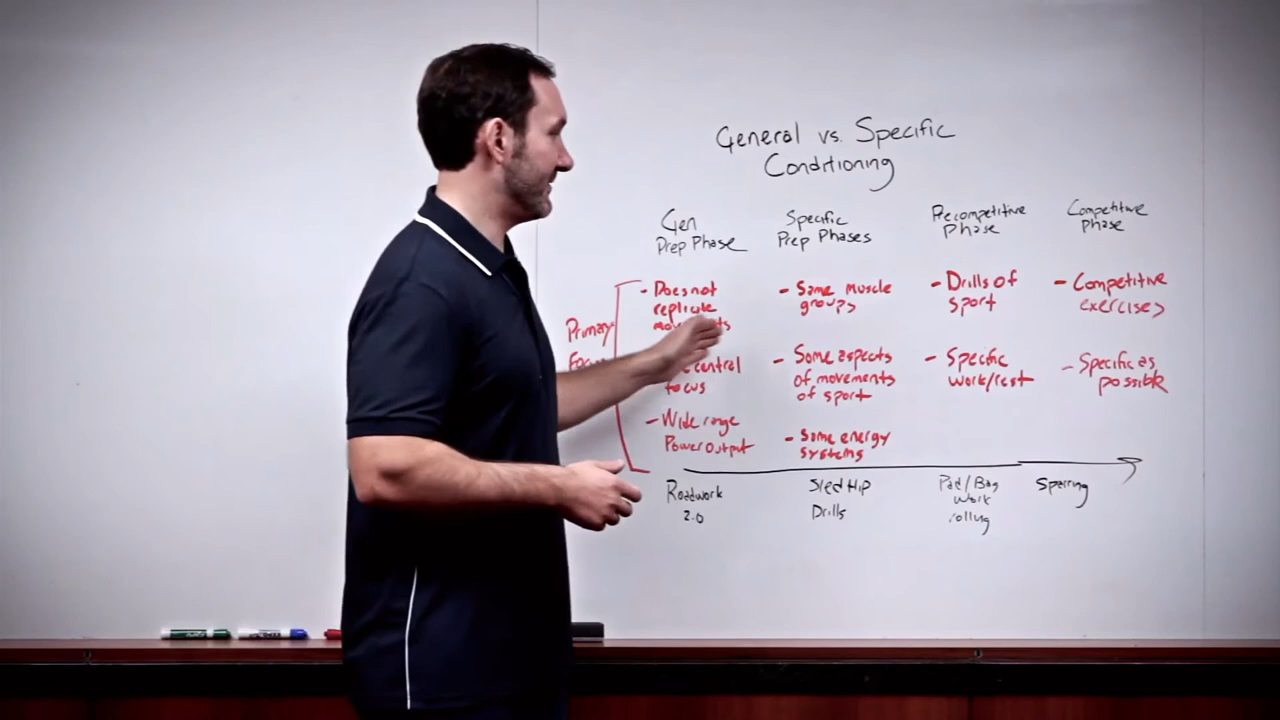 General vs. Specific
Conditioning
Gen
Prep Phase
Specific
Prep Phases
Precompetitive
Phase
Competitive
Phase
Primary
Focus
- Does not
replicate
movements
central
focus
- Wide range
Power output
- Same muscle
groups
- Some aspects
of movements
of sport
- Some energy
systems
- Drills of
sport
- Specific
work/rest
- Competitive
exercises
- Specific as
possible
Roadwork
2.0
Sled Hip
Drills
Pad/Bag
Work
rolling
Sparring